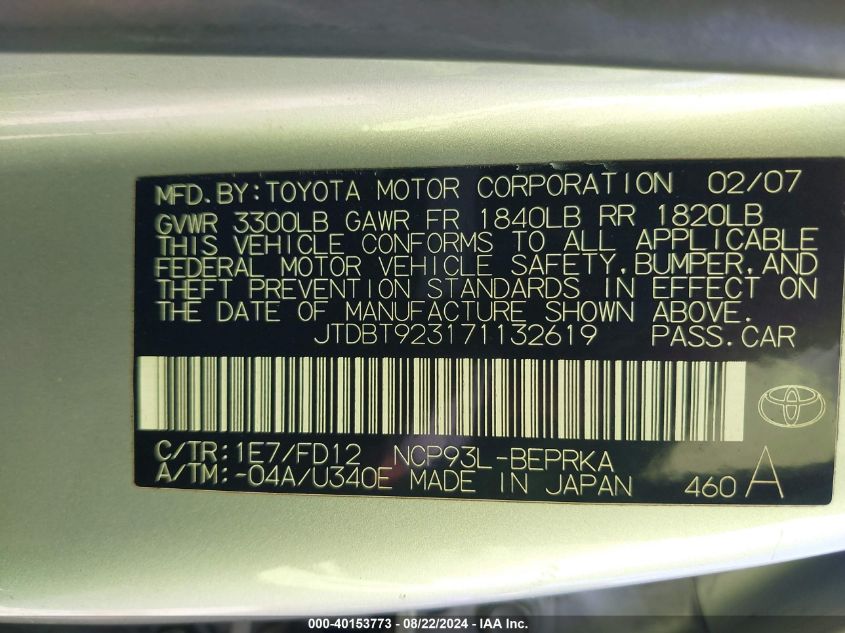 MFD.BY:TOYOTA MOTOR CORPORATION 02/07
GVWR 3300LB GAWR FR 1840LB RR 1820LB
THIS VEHICLE CONFORMS TO ALL APPLICABLE
FEDERAL MOTOR VEHICLE SAFETY,BUMPER,AND
THEFT PREVENTION STANDARDS IN EFFECT ON
THE DATE OF MANUFACTURE SHOWN ABOVE.
JTDBT923171132619 PASS.CAR
C/TR:1E7/FD12 NCP93L-BEPRKA
A/TM:-04A/U340E MADE IN JAPAN 460A
000-40153773 - 08/22/2024 - IAA Inc.